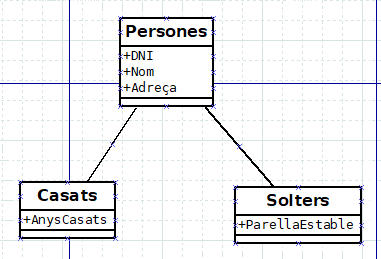 Persones
+DNI
+Nom
+Adreça
Casats
+AnysCasats
Solters
+ParellaEstable